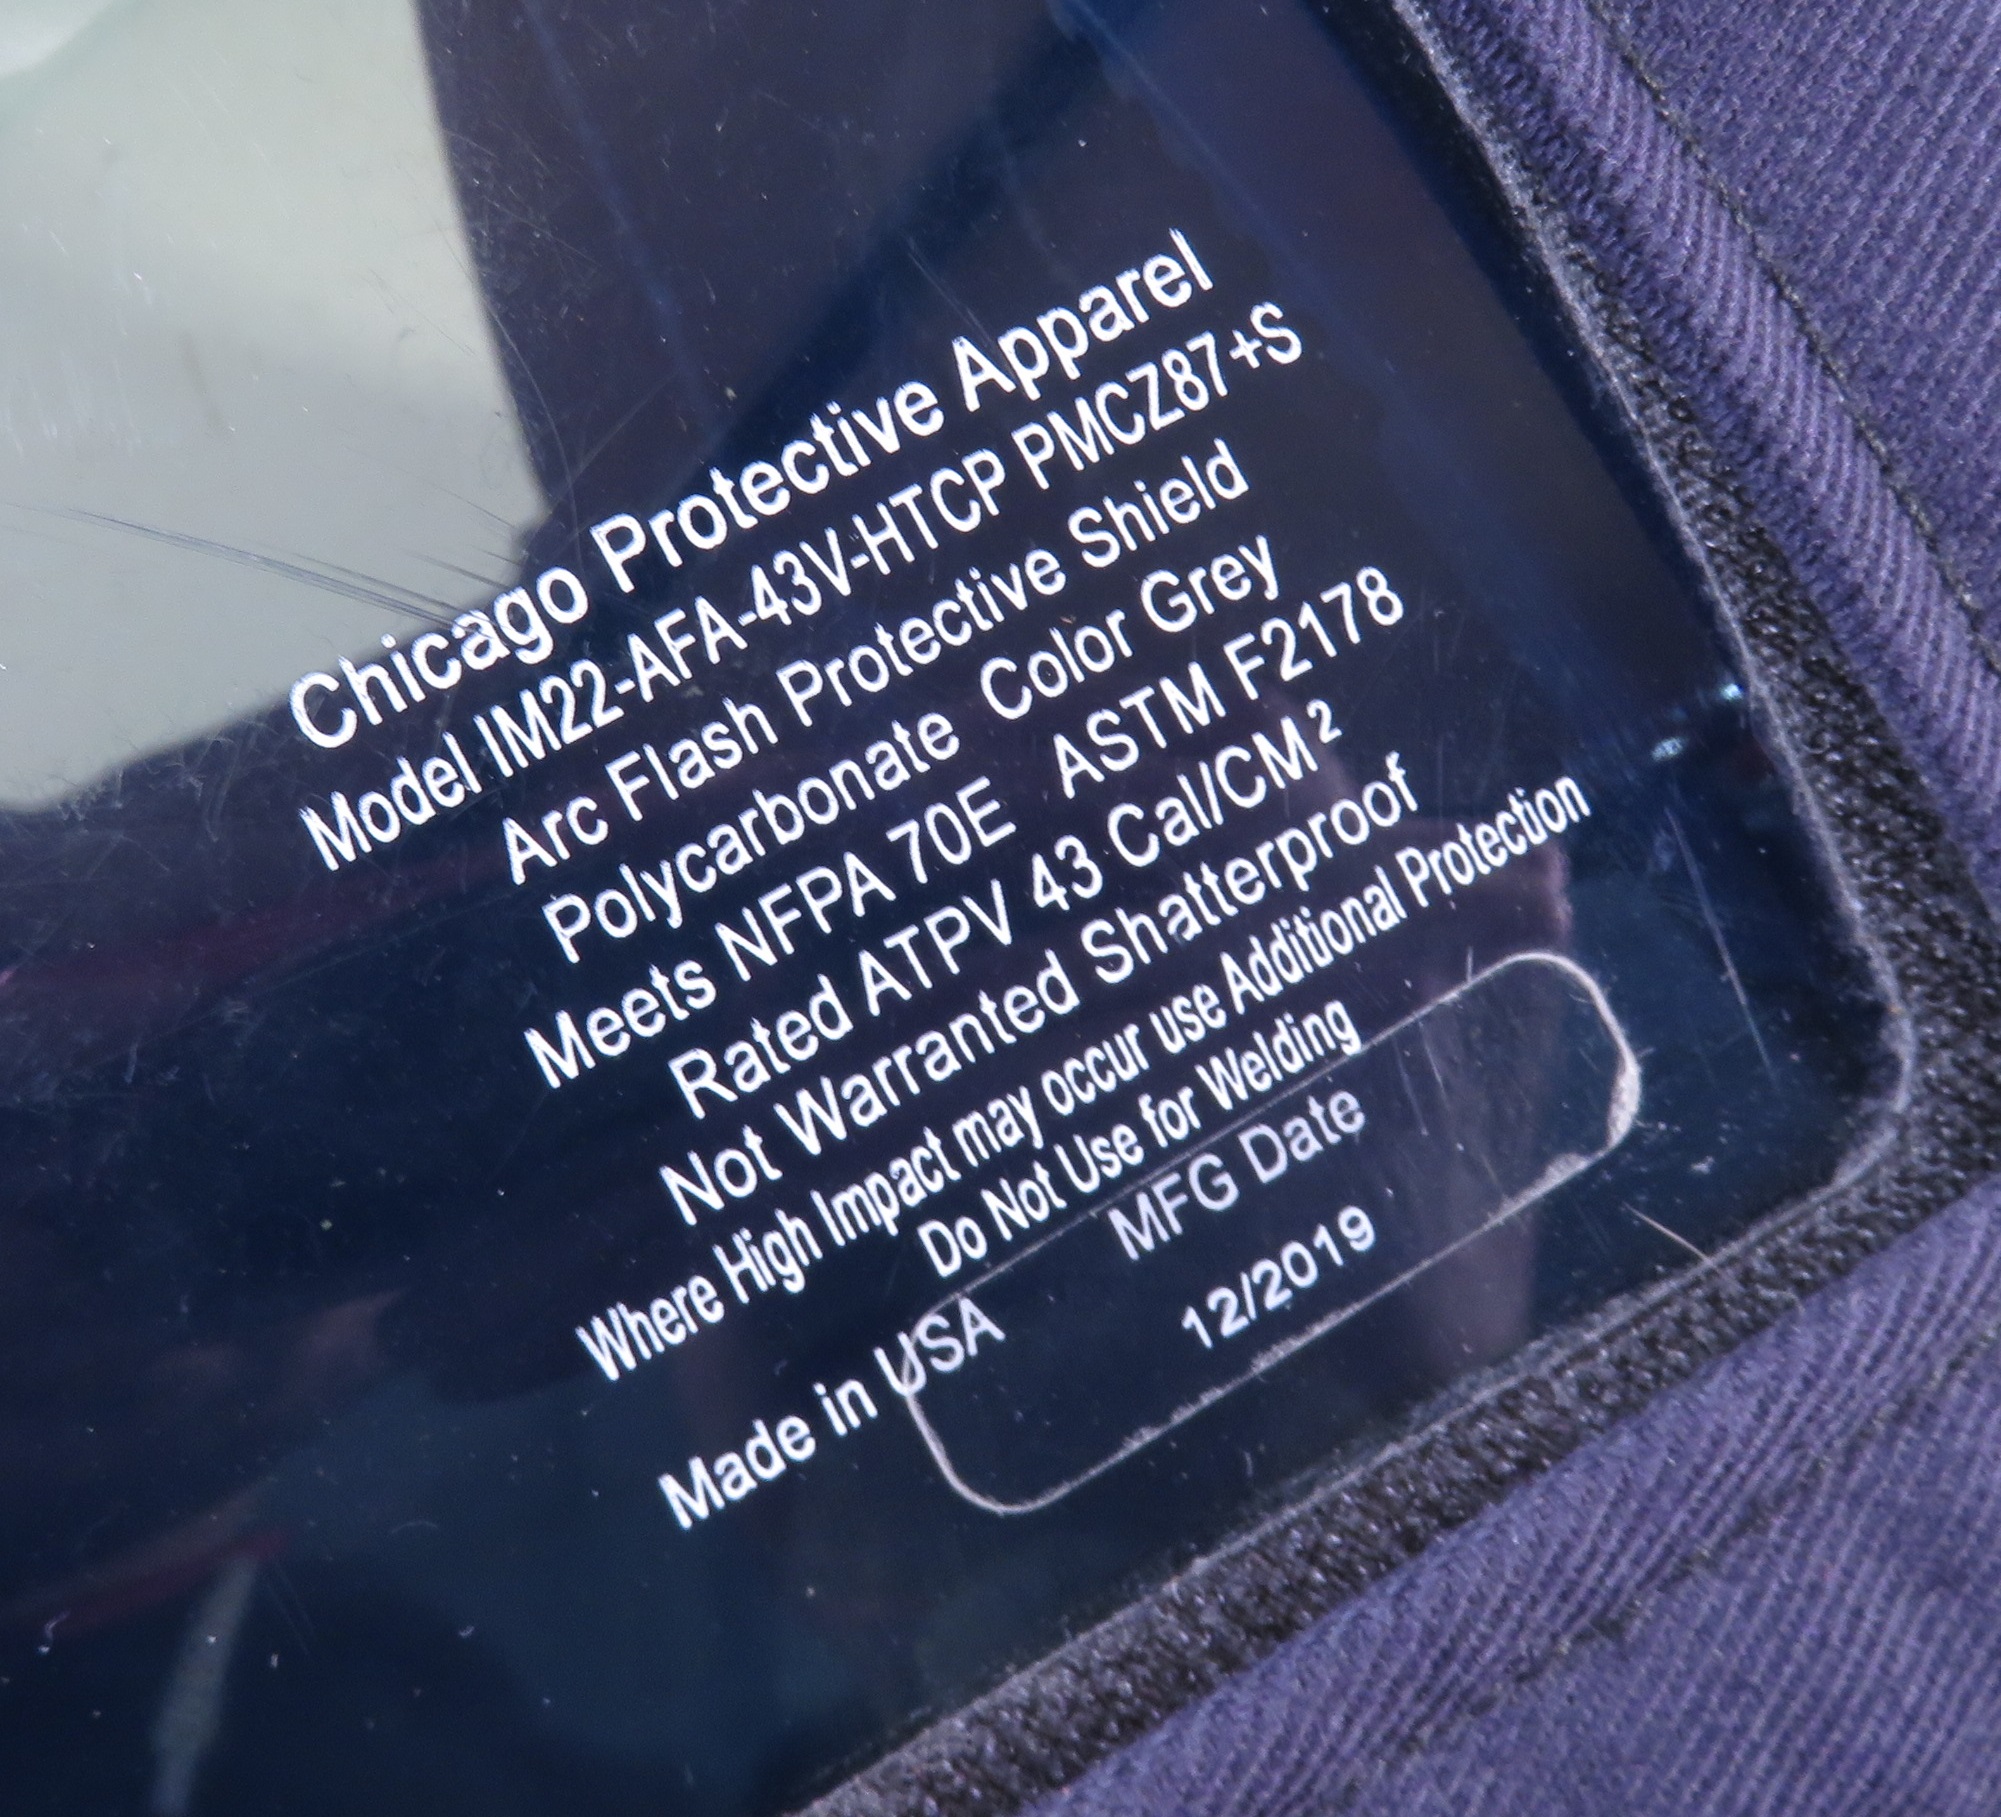 Chicago Protective Apparel
Model IM22-AFA-43V-HTCP PMCZ87+S
Arc Flash Protective Shield
Polycarbonate Color Grey
Meets NFPA 70E ASTM F2178
Rated ATPV 43 Cal/CM²
Not Warranted Shatterproof
Where High Impact may occur use Additional Protection
Do Not Use for Welding
Made in USA MFG Date
12/2019